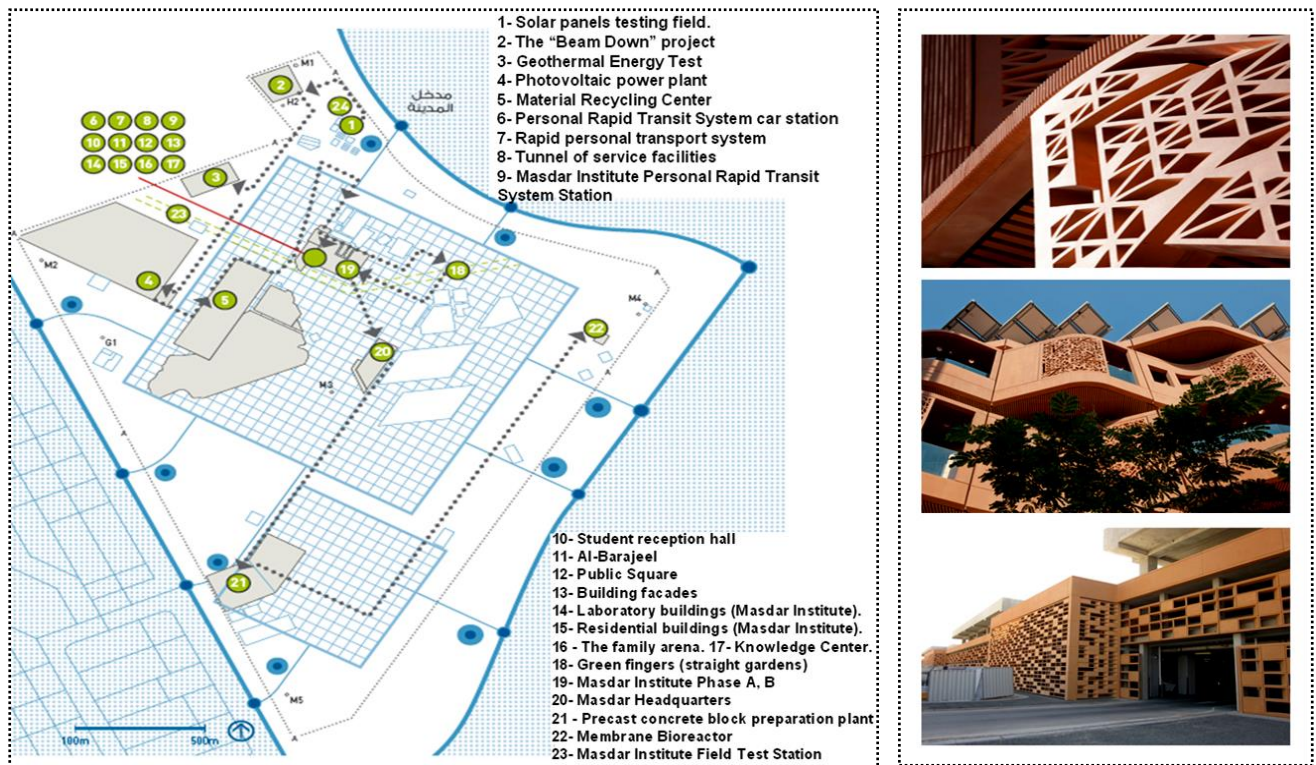 1- Solar panels testing field.
2- The “Beam Down” project
3- Geothermal Energy Test
4- Photovoltaic power plant
5- Material Recycling Center
6- Personal Rapid Transit System car station
7- Rapid personal transport system
8- Tunnel of service facilities
9- Masdar Institute Personal Rapid Transit
System Station
مدخل
المدينة
M1
A
2
H2
24
1
A
6 7 8 9
10 11 12 13
14 15 16 17
3
23
A
M2
4
5
19
18
A
M4
22
G1
20
M3
A
A
21
M5
A
100m
500m
10- Student reception hall
11- Al-Barajeel
12- Public Square
13- Building facades
14- Laboratory buildings (Masdar Institute).
15- Residential buildings (Masdar Institute).
16 - The family arena. 17- Knowledge Center.
18- Green fingers (straight gardens)
19- Masdar Institute Phase A, B
20- Masdar Headquarters
21 - Precast concrete block preparation plant
22- Membrane Bioreactor
23- Masdar Institute Field Test Station